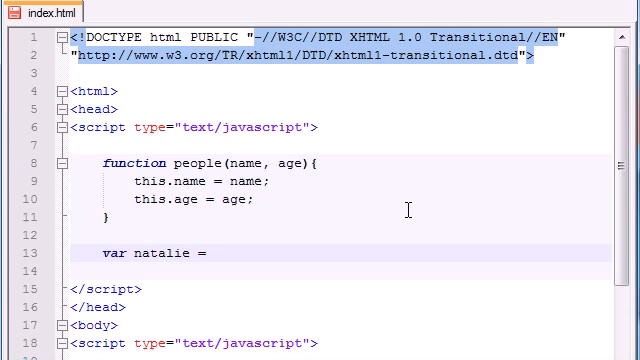 index.html
1 <!DOCTYPE html PUBLIC "-//W3C//DTD XHTML 1.0 Transitional//EN"
2 "http://www.w3.org/TR/xhtml1/DTD/xhtml1-transitional.dtd">
3
4 <html>
5 <head>
6 <script type="text/javascript">
7
8 function people(name, age){
9 this.name = name;
10 this.age = age;
11 }
12
13 var natalie =
14
15 </script>
16 </head>
17 <body>
18 <script type="text/javascript">